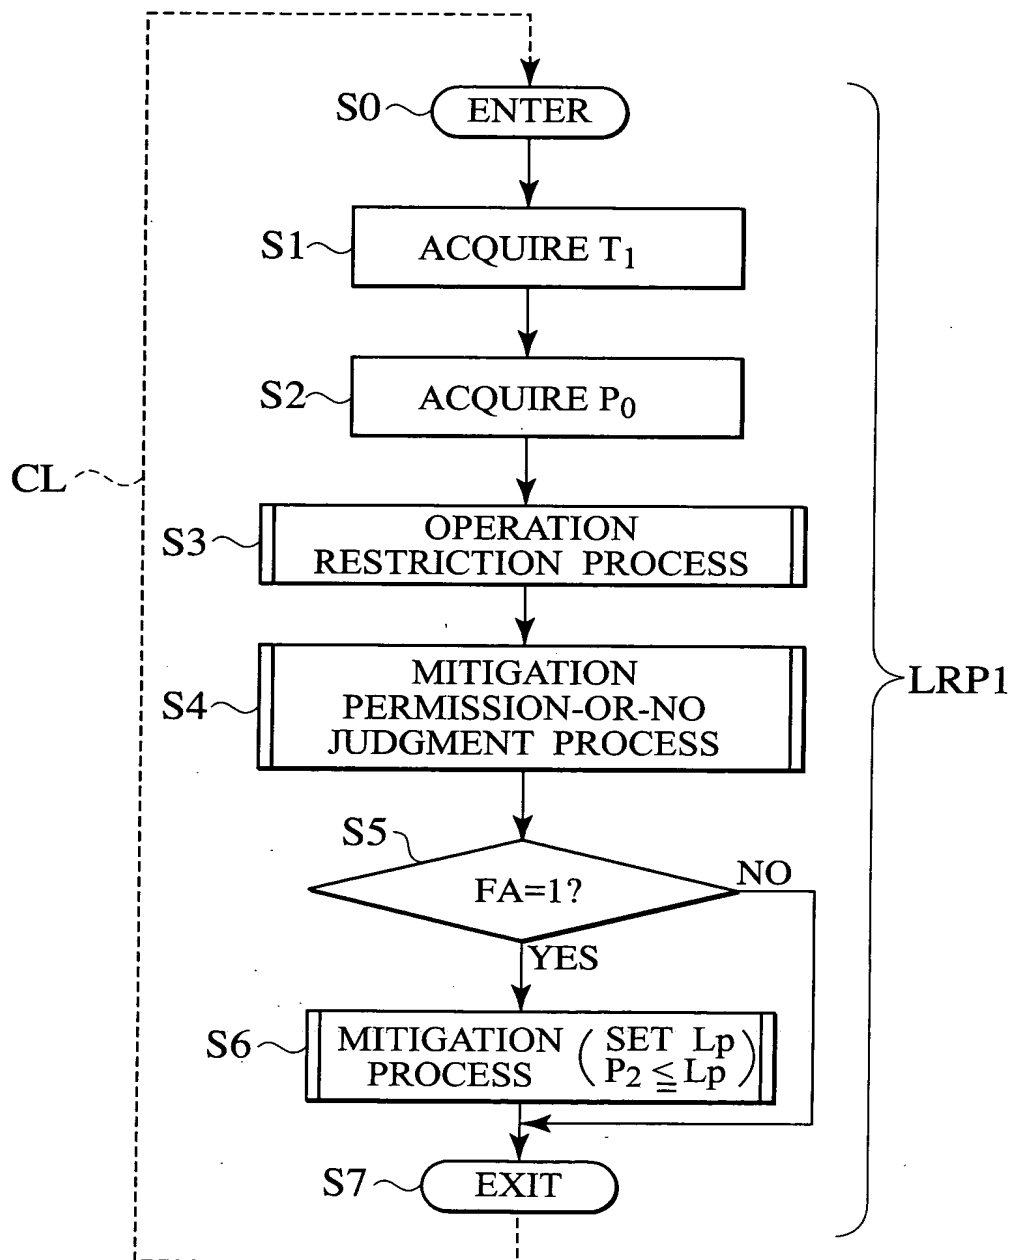 S0 ENTER
S1 ACQUIRE T1
S2 ACQUIRE P0
CL
S3 OPERATION
RESTRICTION PROCESS
S4 MITIGATION
PERMISSION-OR-NO
JUDGMENT PROCESS
LRP1
S5 FA=1?
NO
YES
S6 MITIGATION
PROCESS
( SET Lp
P2 ≦ Lp )
S7 EXIT